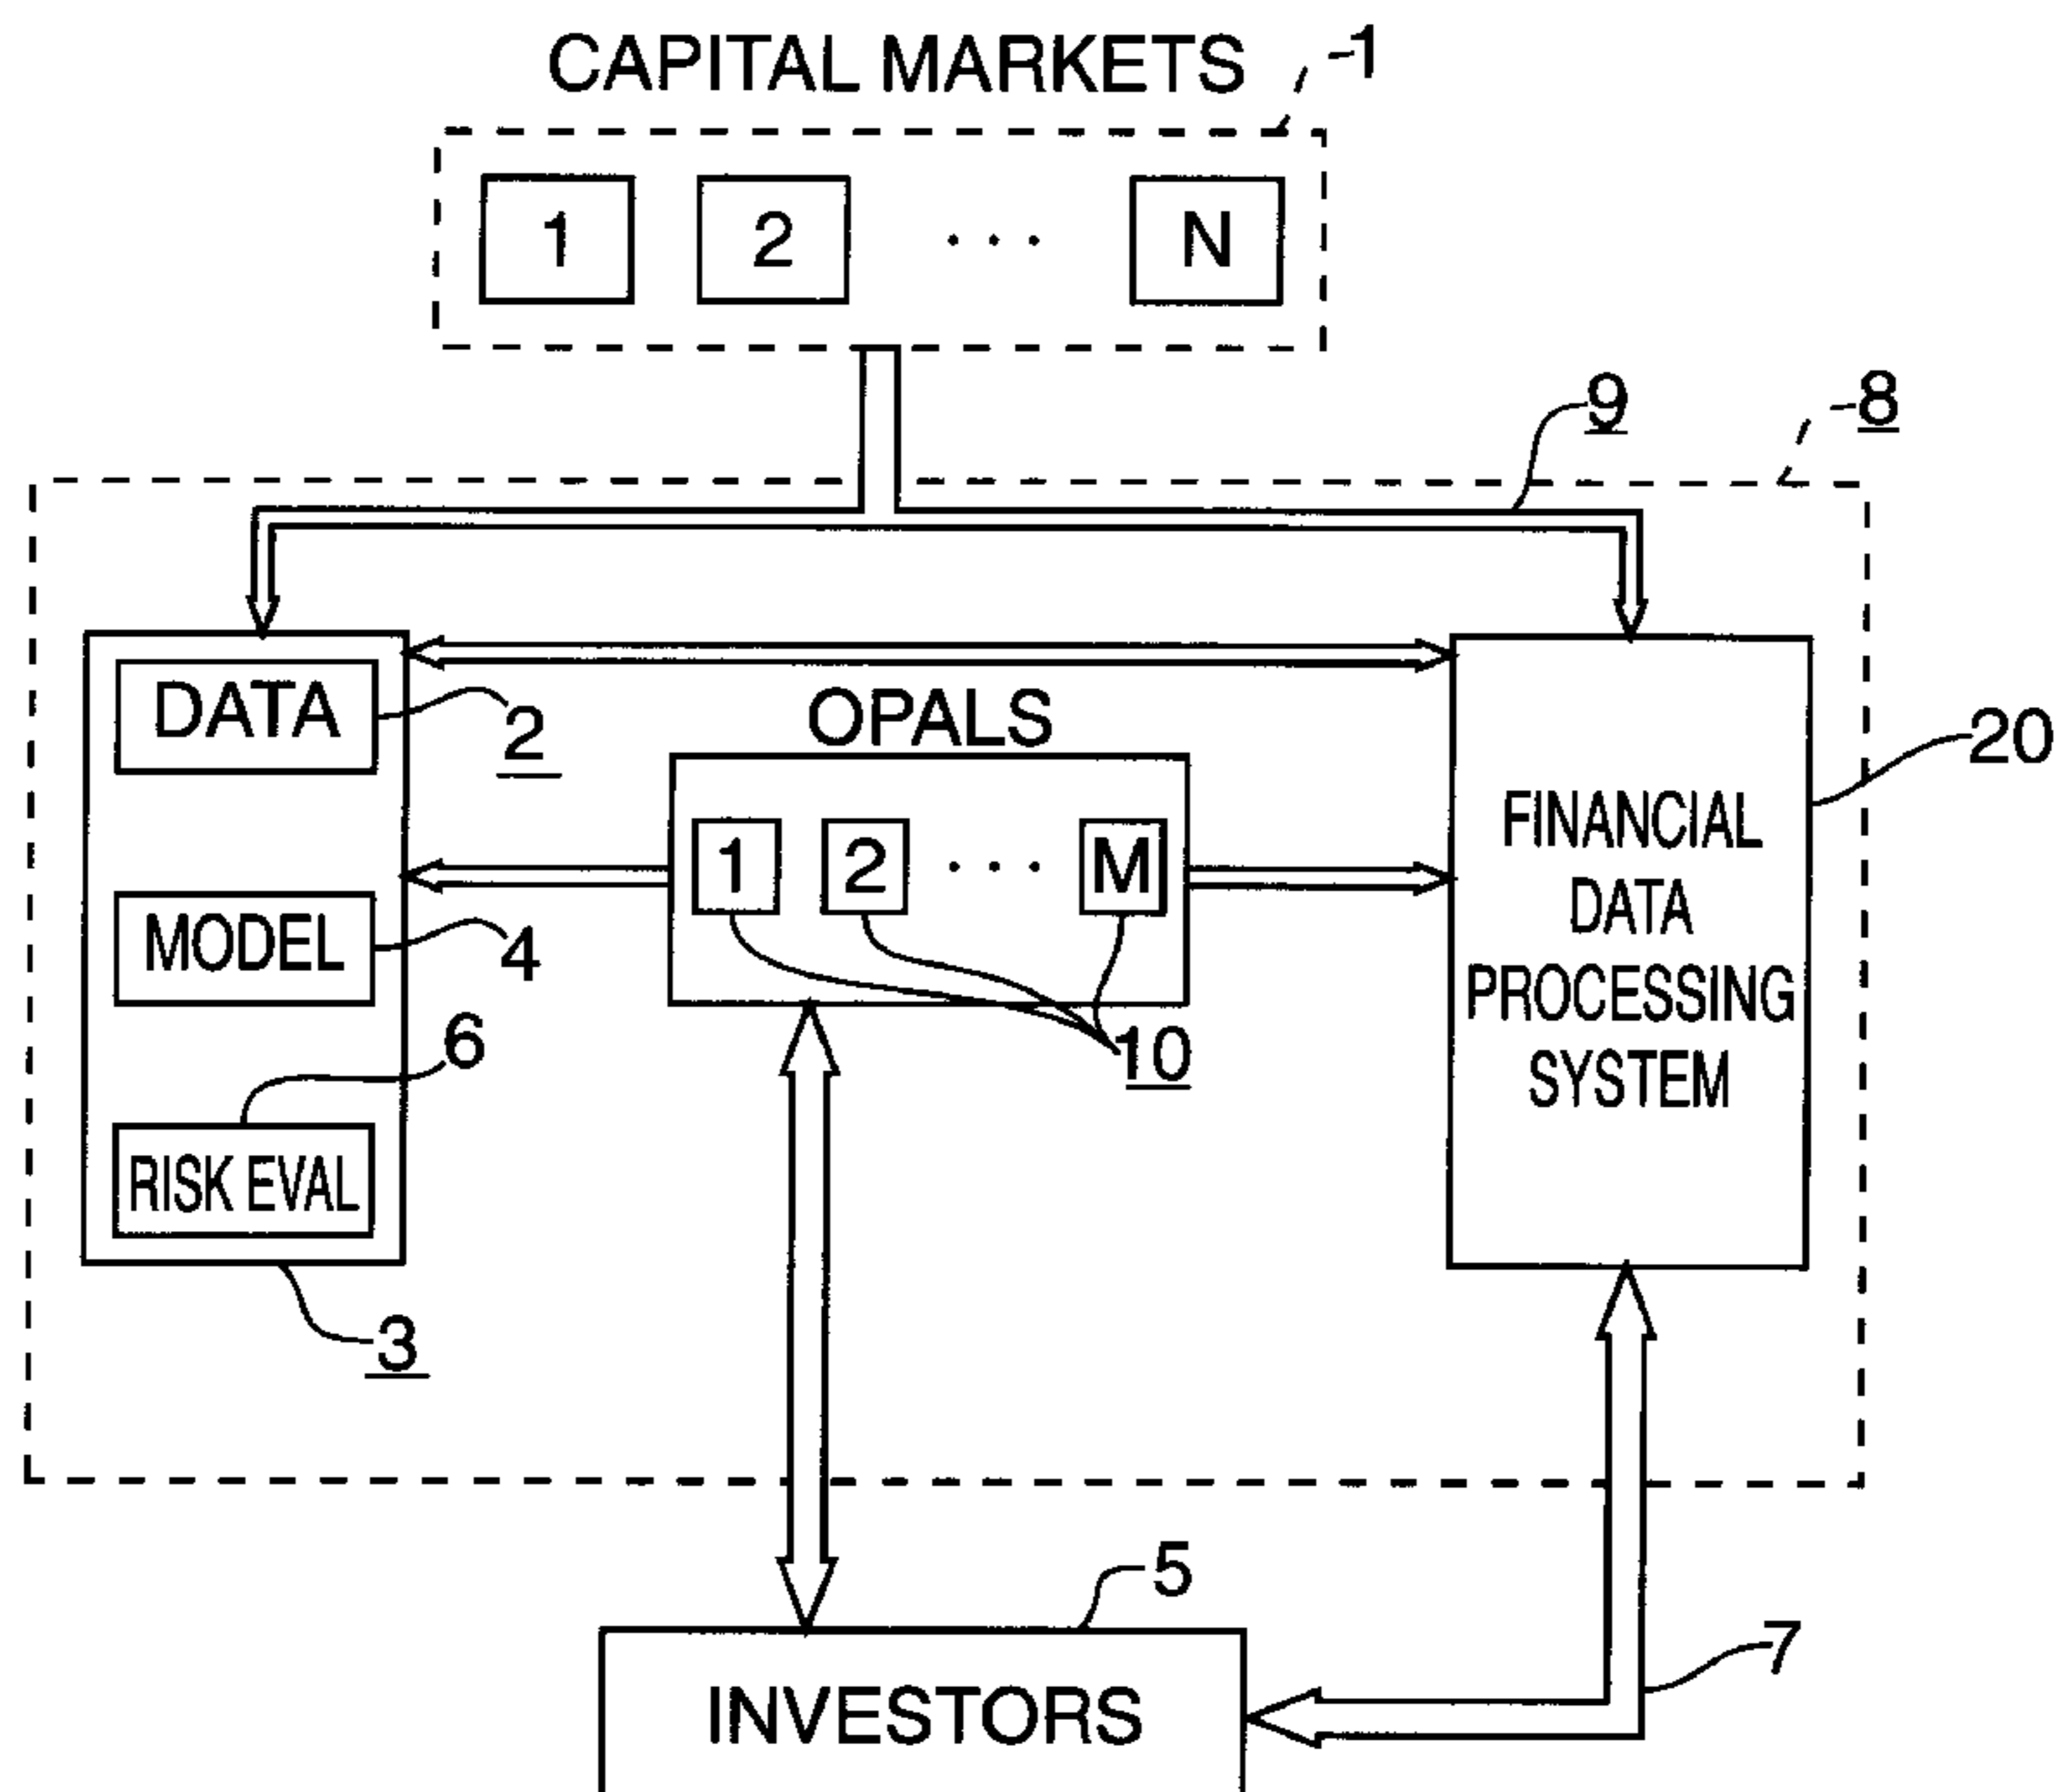 CAPITAL MARKETS
1
1
2
· · ·
N
9
8
DATA
2
OPALS
20
1
2
· · ·
M
FINANCIAL
DATA
PROCESSING
SYSTEM
MODEL
4
10
6
RISK EVAL
3
5
7
INVESTORS